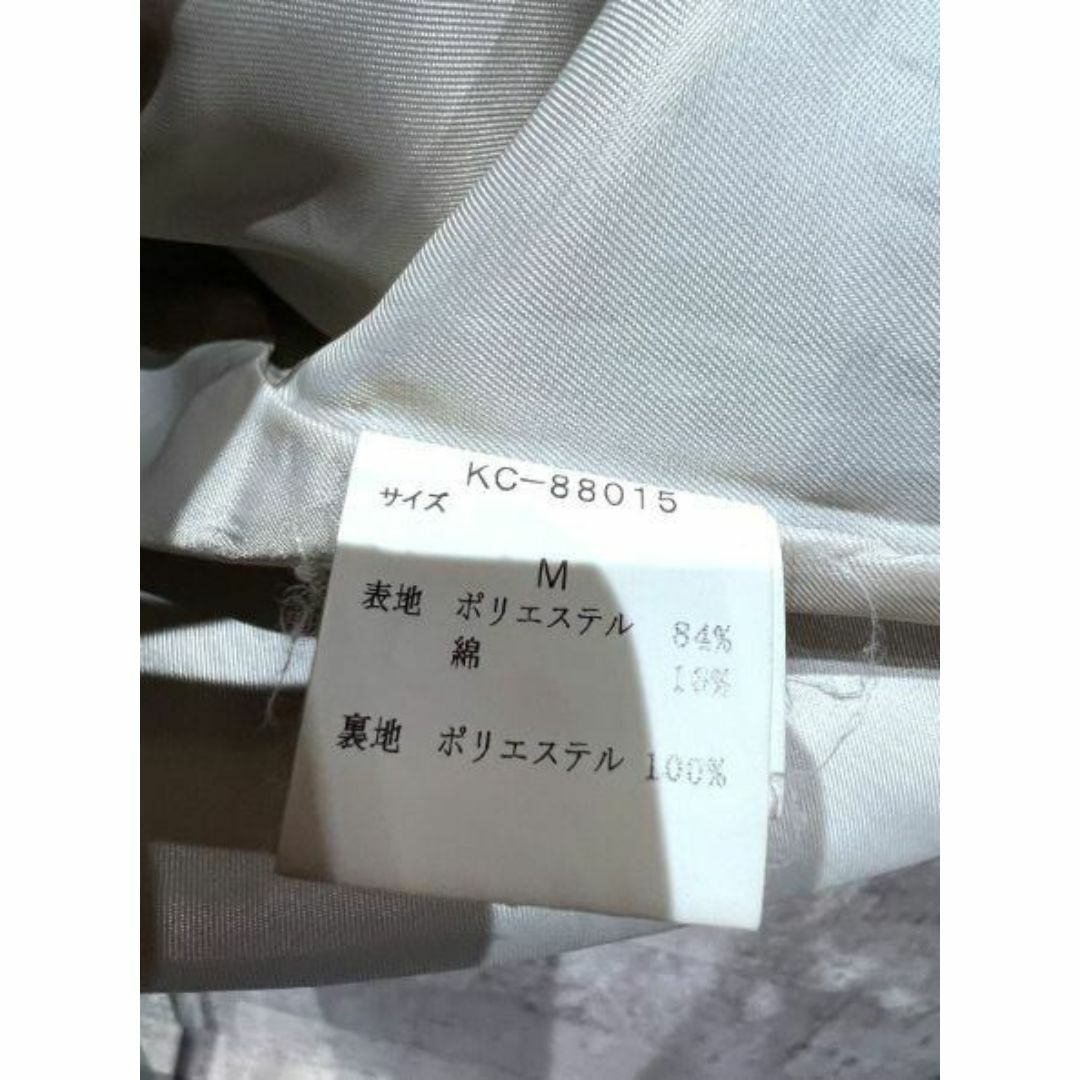 KC-88015
サイズ
M
表地 ポリエステル 84%
綿
裏地 ポリエステル 100%